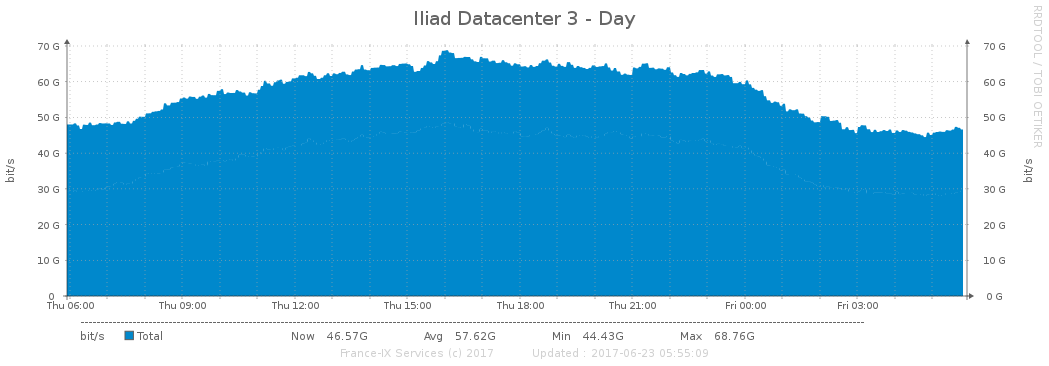 Iliad Datacenter 3 - Day
RRDTOOL / TOBI OETIKER
70 G 70 G
60 G 60 G
50 G 50 G
40 G 40 G
30 G 30 G
20 G 20 G
10 G 10 G
0 0 G
bit/s bit/s
Thu 06:00 Thu 09:00 Thu 12:00 Thu 15:00 Thu 18:00 Thu 21:00 Fri 00:00 Fri 03:00
bit/s Total Now 46.57G Avg 57.62G Min 44.43G Max 68.76G
France-IX Services (c) 2017 Updated : 2017-06-23 05:55:09